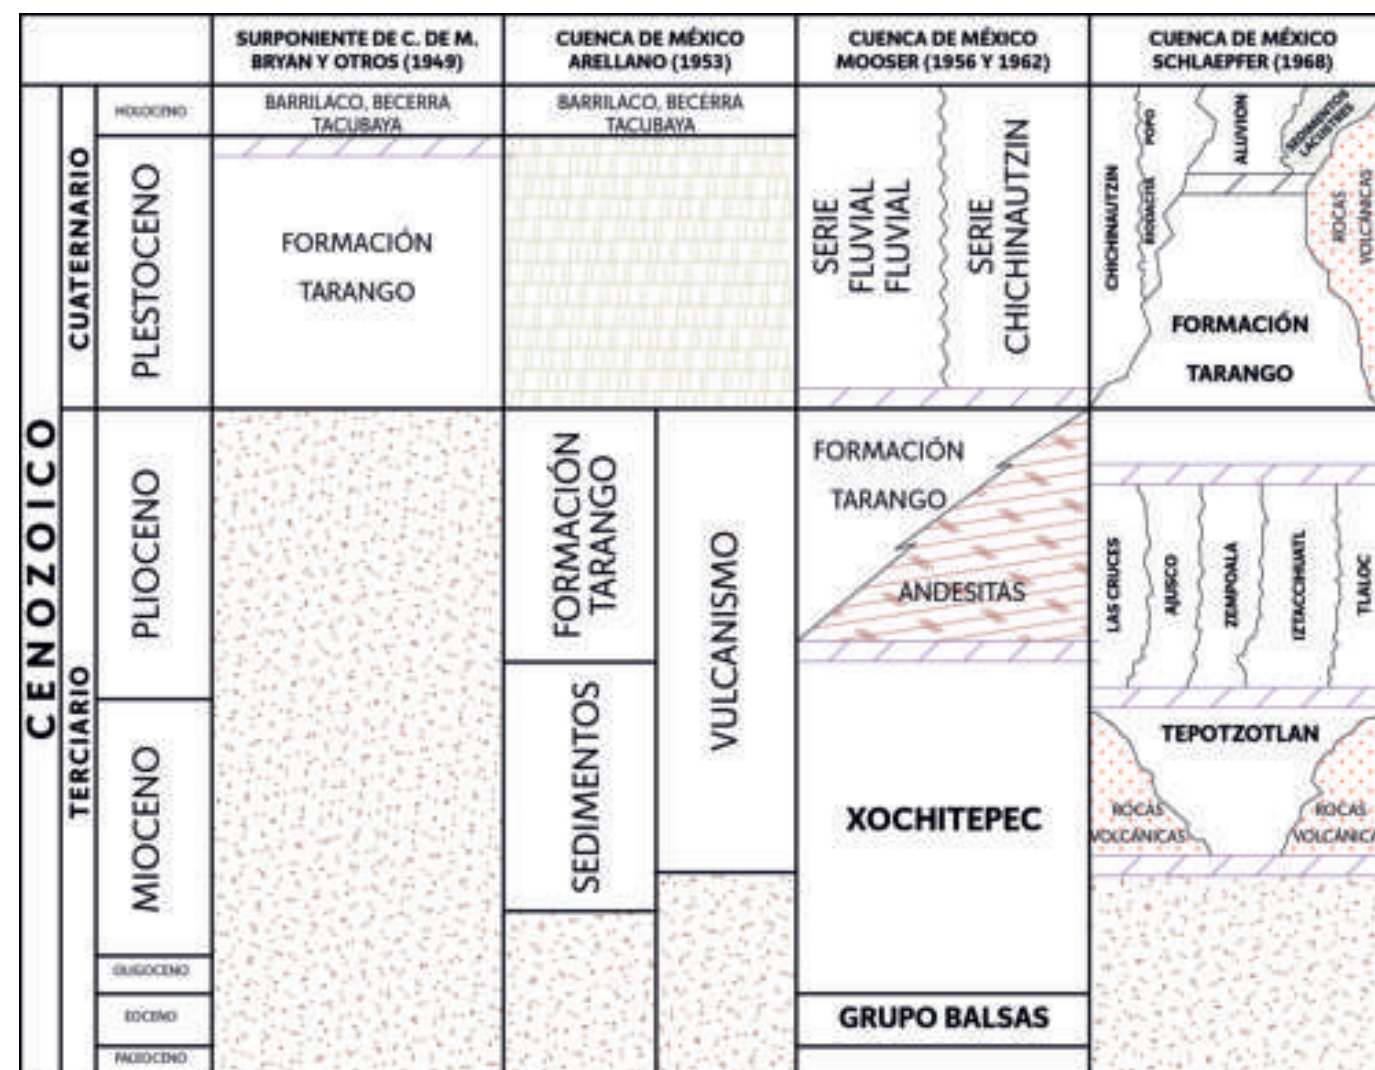 SURPONIENTE DE C. DE M.
BRYAN Y OTROS (1949)
CUENCA DE MÉXICO
ARELLANO (1953)
CUENCA DE MÉXICO
MOOSER (1956 Y 1962)
CUENCA DE MÉXICO
SCHLAEPFER (1968)
CENOZOICO
CUATERNARIO
TERCIARIO
HOLOCENO
PLESTOCENO
PLIOCENO
MIOCENO
OLIGOCENO
EOCENO
PALEOCENO
BARRILACO, BECERRA
TACUBAYA
FORMACIÓN
TARANGO
BARRILACO, BECERRA
TACUBAYA
FORMACIÓN
TARANGO
SEDIMENTOS
VULCANISMO
SERIE
FLUVIAL
FLUVIAL
SERIE
CHICHINAUTZIN
FORMACIÓN
TARANGO
ANDESITAS
XOCHITEPEC
GRUPO BALSAS
CHICHINAUTZIN
POPO
ALUVION
SEDIMENTOS
LACUSTRES
ROCAS
VOLCÁNICAS
FORMACIÓN
TARANGO
LAS CRUCES
AJUSCO
ZEMPOALA
IZTACCIHUATL
TLALOC
TEPOTZOTLAN
ROCAS
VOLCÁNICAS
ROCAS